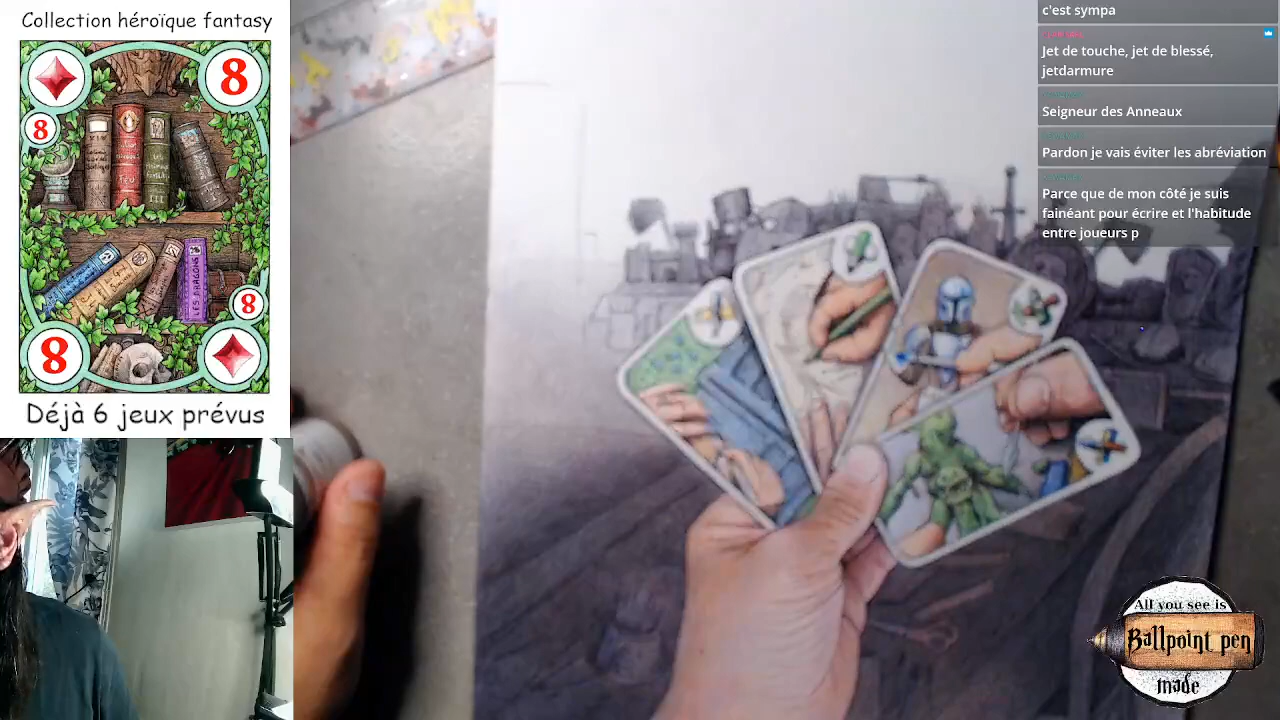 Collection héroïque fantasy
8
8
LES DRAGONS
8
8
Déjà 6 jeux prévus
c'est sympa
Jet de touche, jet de blessé,
jetdarmure
Seigneur des Anneaux
Pardon je vais éviter les abréviation
Parce que de mon côté je suis
fainéant pour écrire et l'habitude
entre joueurs p
All you see is
Ballpoint pen
made